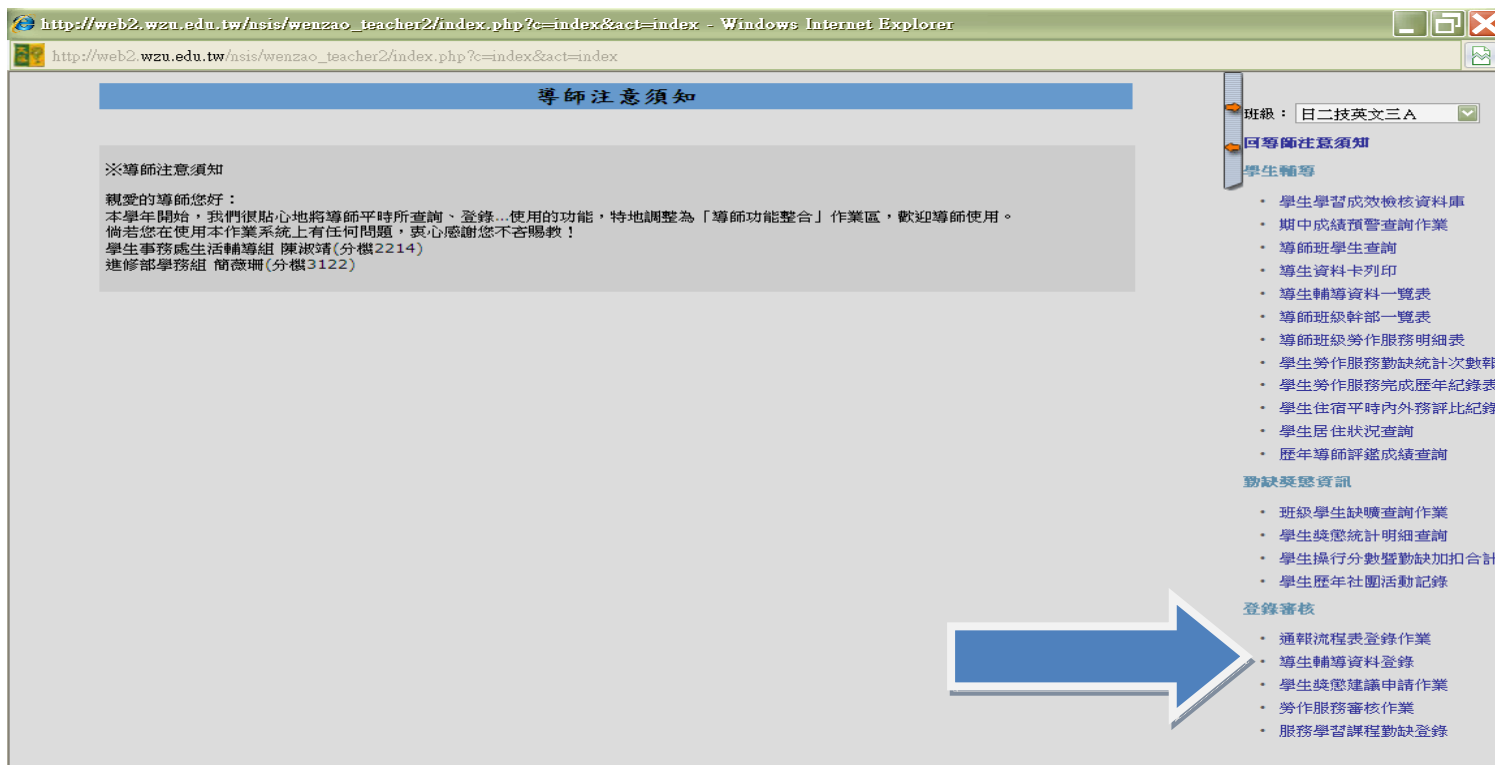 http://web2.wzu.edu.tw/nsis/wenzao_teacher2/index.php?c=index&act=index - Windows Internet Explorer
http://web2.wzu.edu.tw/nsis/wenzao_teacher2/index.php?c=index&act=index
導師注意須知
※導師注意須知
親愛的導師您好：
本學年開始，我們很貼心地將導師平時所查詢、登錄...使用的功能，特地調整為「導師功能整合」作業區，歡迎導師使用。
倘若您在使用本作業系統上有任何問題，衷心感謝您不吝賜教！
學生事務處生活輔導組 陳淑靖(分機2214)
進修部學務組 簡薇珊(分機3122)
班級： 日二技英文三A
回導師注意須知
學生輔導
• 學生學習成效檢核資料庫
• 期中成績預警查詢作業
• 導師班學生查詢
• 導生資料卡列印
• 導生輔導資料一覽表
• 導師班級幹部一覽表
• 導師班級勞作服務明細表
• 學生勞作服務勤缺統計次數報
• 學生勞作服務完成歷年紀錄表
• 學生住宿平時內外務評比紀錄
• 學生居住狀況查詢
• 歷年導師評鑑成績查詢
勤缺獎懲資訊
• 班級學生缺曠查詢作業
• 學生獎懲統計明細查詢
• 學生操行分數暨勤缺加扣合計
• 學生歷年社團活動記錄
登錄審核
• 通報流程表登錄作業
• 導生輔導資料登錄
• 學生獎懲建議申請作業
• 勞作服務審核作業
• 服務學習課程勤缺登錄